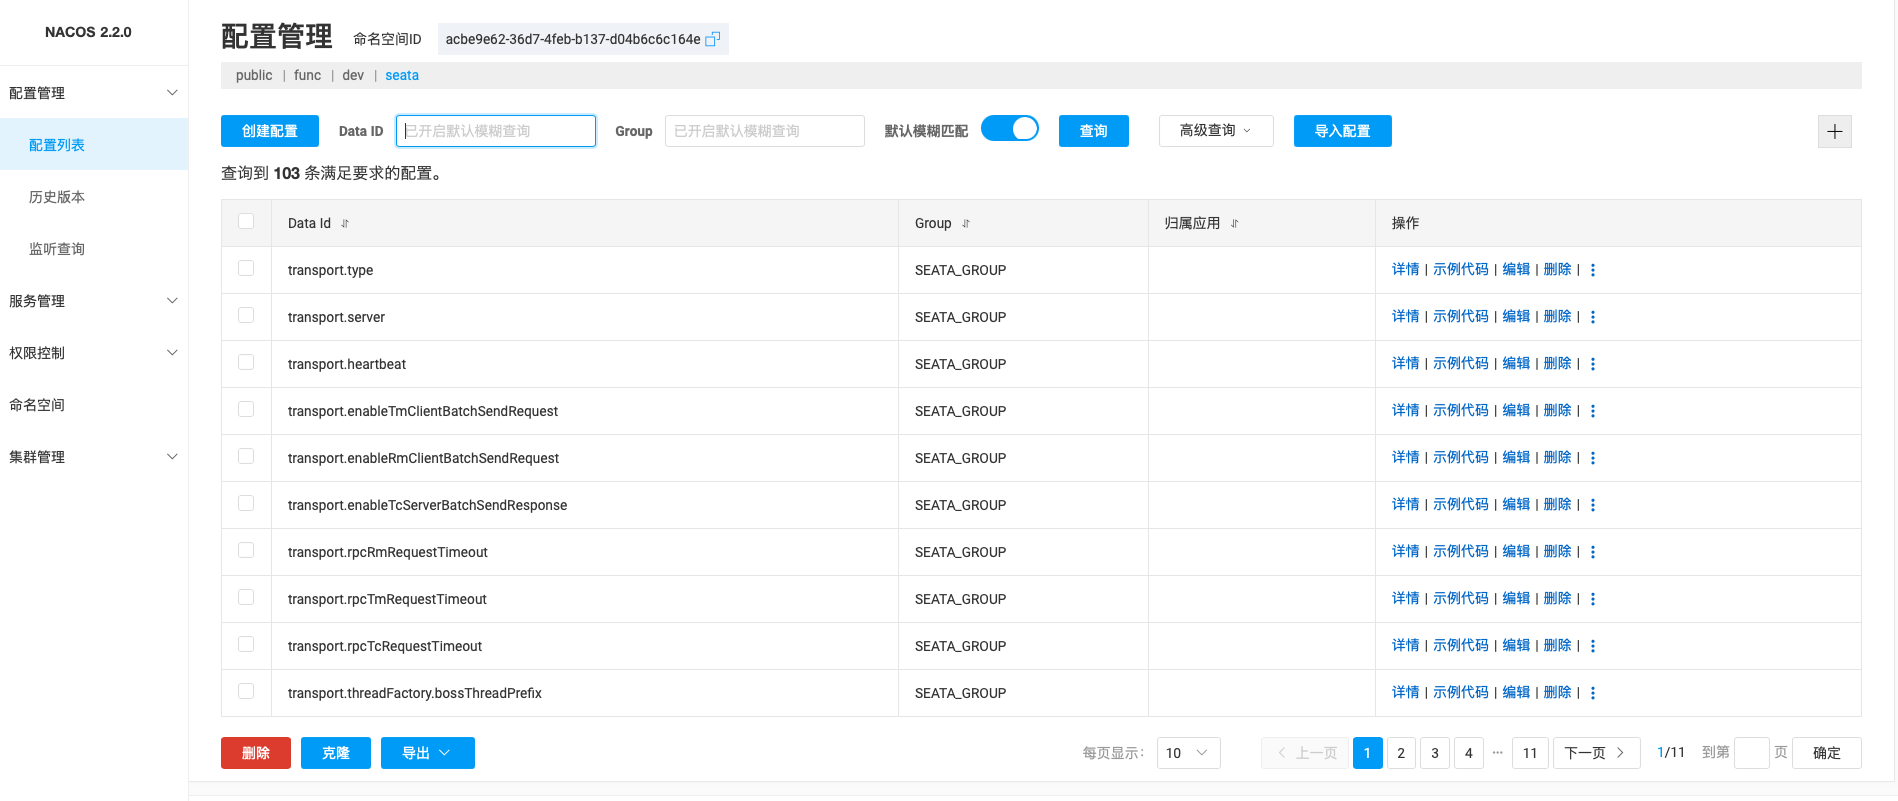 NACOS 2.2.0
配置管理
配置列表
历史版本
监听查询
服务管理
权限控制
命名空间
集群管理
配置管理 命名空间ID acbe9e62-36d7-4feb-b137-d04b6c6c164e
public | func | dev | seata
创建配置 Data ID 已开启默认模糊查询 Group 已开启默认模糊查询 默认模糊匹配 查询 高级查询 导入配置
查询到 103 条满足要求的配置。
Data Id Group 归属应用 操作
transport.type SEATA_GROUP 详情 | 示例代码 | 编辑 | 删除 |
transport.server SEATA_GROUP 详情 | 示例代码 | 编辑 | 删除 |
transport.heartbeat SEATA_GROUP 详情 | 示例代码 | 编辑 | 删除 |
transport.enableTmClientBatchSendRequest SEATA_GROUP 详情 | 示例代码 | 编辑 | 删除 |
transport.enableRmClientBatchSendRequest SEATA_GROUP 详情 | 示例代码 | 编辑 | 删除 |
transport.enableTcServerBatchSendResponse SEATA_GROUP 详情 | 示例代码 | 编辑 | 删除 |
transport.rpcRmRequestTimeout SEATA_GROUP 详情 | 示例代码 | 编辑 | 删除 |
transport.rpcTmRequestTimeout SEATA_GROUP 详情 | 示例代码 | 编辑 | 删除 |
transport.rpcTcRequestTimeout SEATA_GROUP 详情 | 示例代码 | 编辑 | 删除 |
transport.threadFactory.bossThreadPrefix SEATA_GROUP 详情 | 示例代码 | 编辑 | 删除 |
删除 克隆 导出 每页显示： 10 上一页 1 2 3 4 ··· 11 下一页 1/11 到第 页 确定